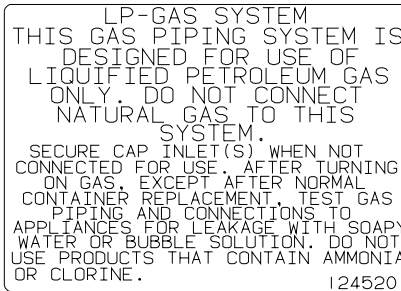 LP-GAS SYSTEM
THIS GAS PIPING SYSTEM IS
DESIGNED FOR USE OF
LIQUIFIED PETROLEUM GAS
ONLY. DO NOT CONNECT
NATURAL GAS TO THIS
SYSTEM.
SECURE CAP INLET(S) WHEN NOT
CONNECTED FOR USE. AFTER TURNING
ON GAS, EXCEPT AFTER NORMAL
CONTAINER REPLACEMENT, TEST GAS
PIPING AND CONNECTIONS TO
APPLIANCES FOR LEAKAGE WITH SOAPY
WATER OR BUBBLE SOLUTION. DO NOT
USE PRODUCTS THAT CONTAIN AMMONIA
OR CLORINE.
124520